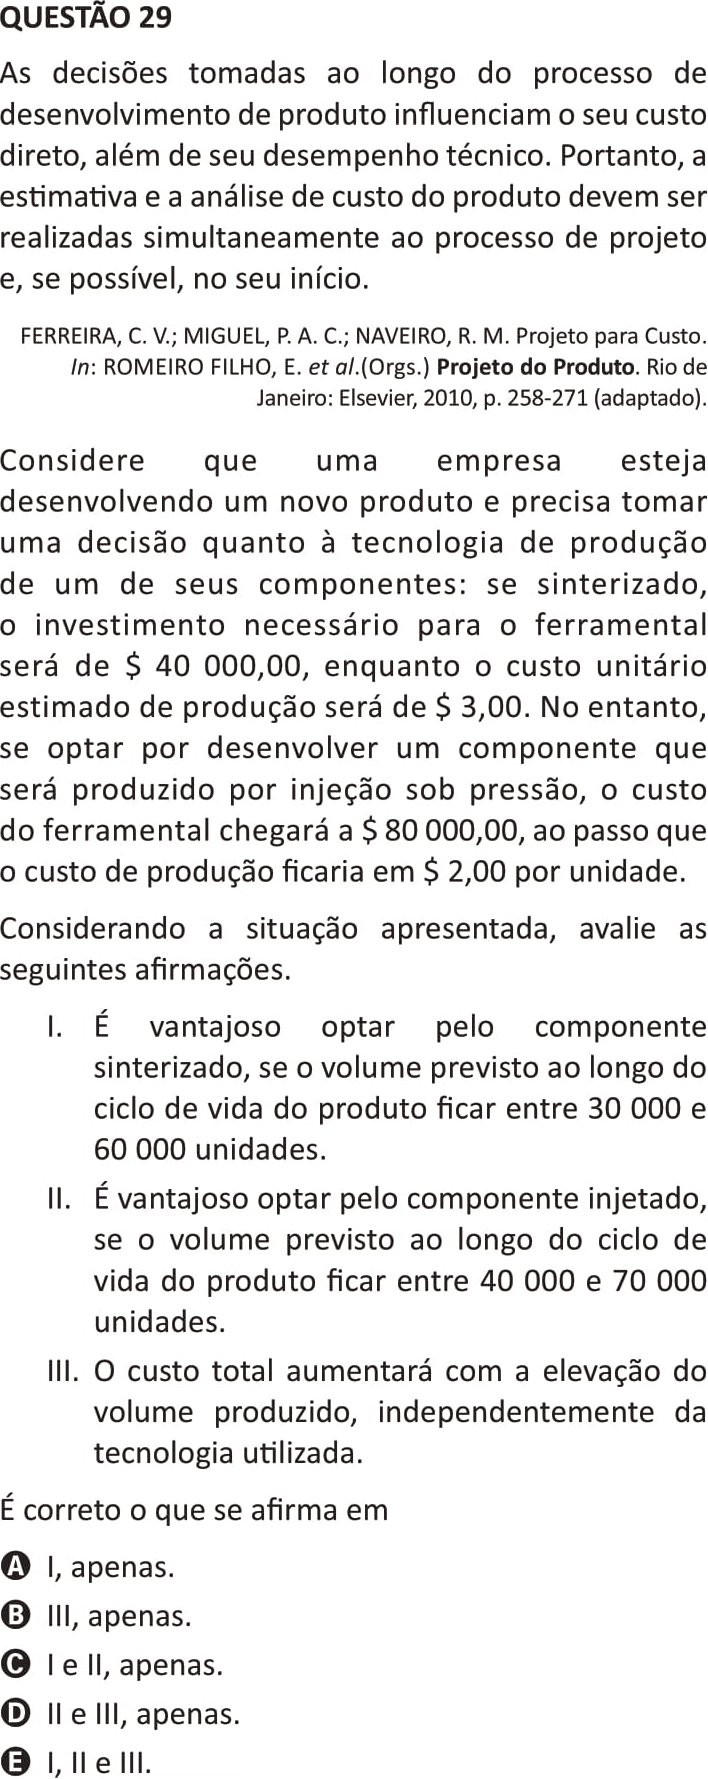 QUESTÃO 29
As decisões tomadas ao longo do processo de
desenvolvimento de produto influenciam o seu custo
direto, além de seu desempenho técnico. Portanto, a
estimativa e a análise de custo do produto devem ser
realizadas simultaneamente ao processo de projeto
e, se possível, no seu início.
FERREIRA, C. V.; MIGUEL, P. A. C.; NAVEIRO, R. M. Projeto para Custo.
In: ROMEIRO FILHO, E. et al.(Orgs.) Projeto do Produto. Rio de
Janeiro: Elsevier, 2010, p. 258-271 (adaptado).
Considere que uma empresa esteja
desenvolvendo um novo produto e precisa tomar
uma decisão quanto à tecnologia de produção
de um de seus componentes: se sinterizado,
o investimento necessário para o ferramental
será de $ 40 000,00, enquanto o custo unitário
estimado de produção será de $ 3,00. No entanto,
se optar por desenvolver um componente que
será produzido por injeção sob pressão, o custo
do ferramental chegará a $ 80 000,00, ao passo que
o custo de produção ficaria em $ 2,00 por unidade.
Considerando a situação apresentada, avalie as
seguintes afirmações.
I. É vantajoso optar pelo componente
sinterizado, se o volume previsto ao longo do
ciclo de vida do produto ficar entre 30 000 e
60 000 unidades.
II. É vantajoso optar pelo componente injetado,
se o volume previsto ao longo do ciclo de
vida do produto ficar entre 40 000 e 70 000
unidades.
III. O custo total aumentará com a elevação do
volume produzido, independentemente da
tecnologia utilizada.
É correto o que se afirma em
A I, apenas.
B III, apenas.
C I e II, apenas.
D II e III, apenas.
E I, II e III.